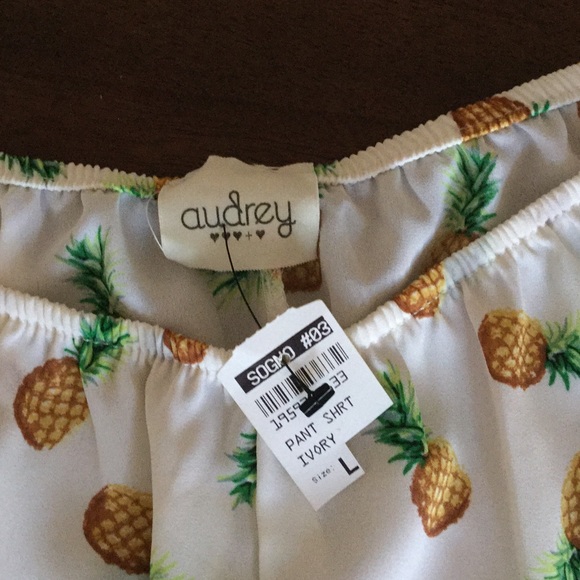 audrey
♥♥♥+♥
SOGMO #03
PANT SHRT
IVORY
Size: L